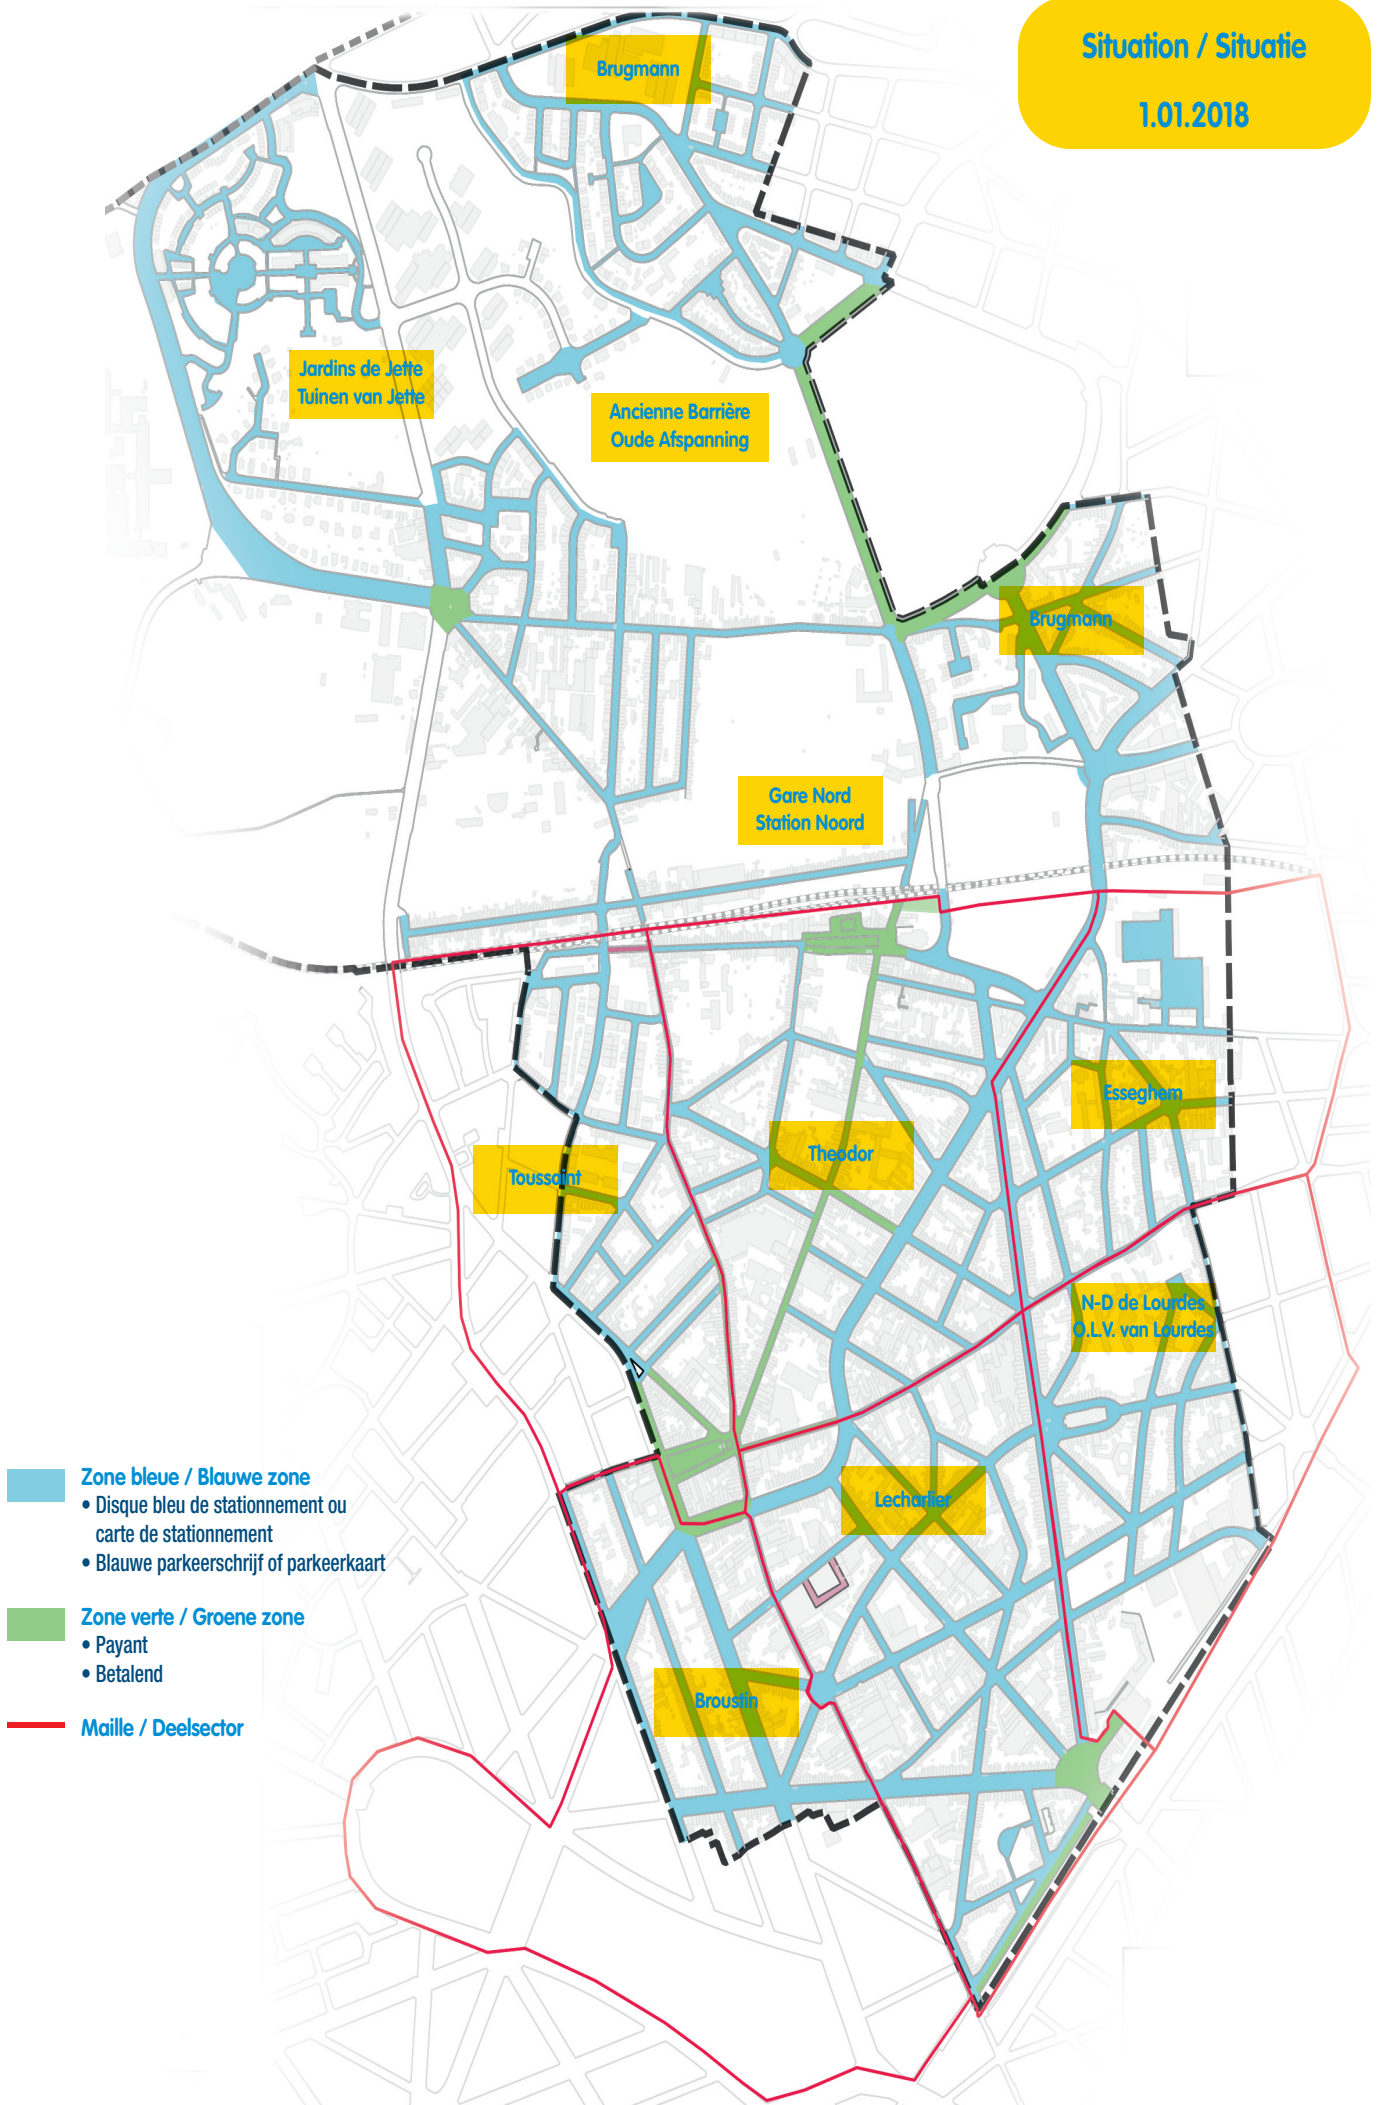 Situation / Situatie
1.01.2018
Brugmann
Jardins de Jette
Tuinen van Jette
Ancienne Barrière
Oude Afspanning
Brugmann
Gare Nord
Station Noord
Esseghem
Theodor
Toussaint
N-D de Lourdes
O.L.V. van Lourdes
Lecharlier
Broustin
Zone bleue / Blauwe zone
• Disque bleu de stationnement ou
carte de stationnement
• Blauwe parkeerschrijf of parkeerkaart
Zone verte / Groene zone
• Payant
• Betalend
Maille / Deelsector